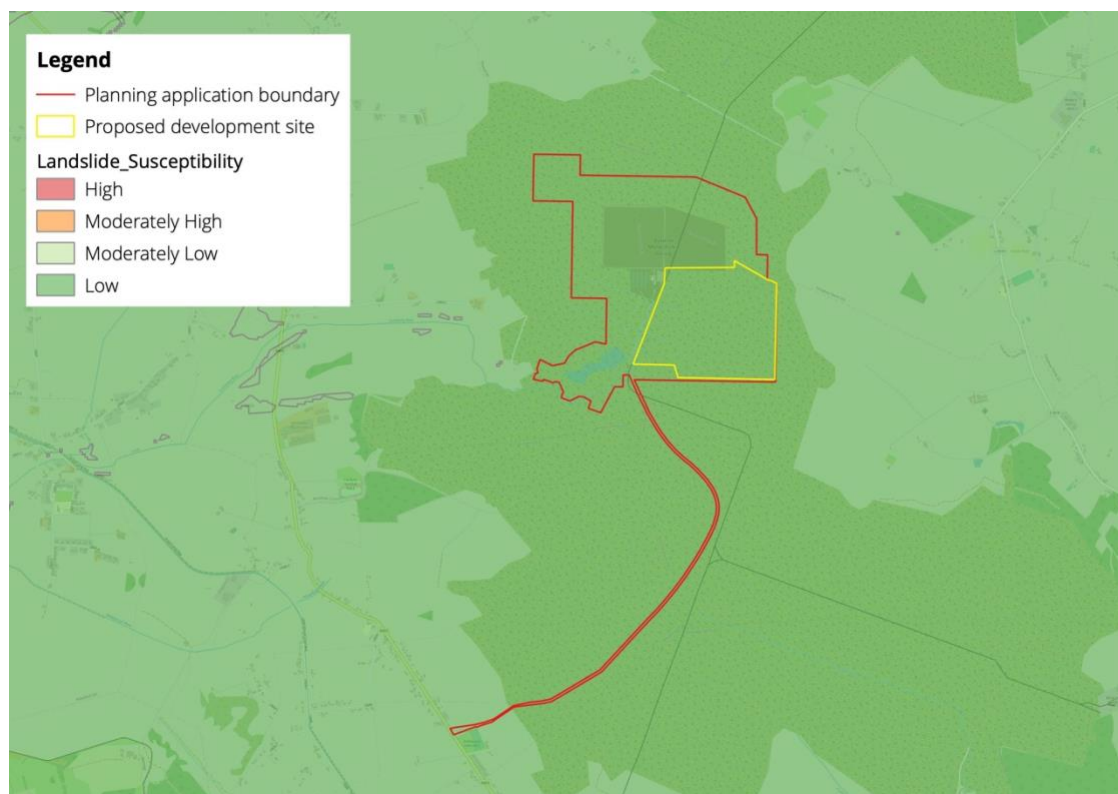 Legend
Planning application boundary
Proposed development site
Landslide_Susceptibility
High
Moderately High
Moderately Low
Low